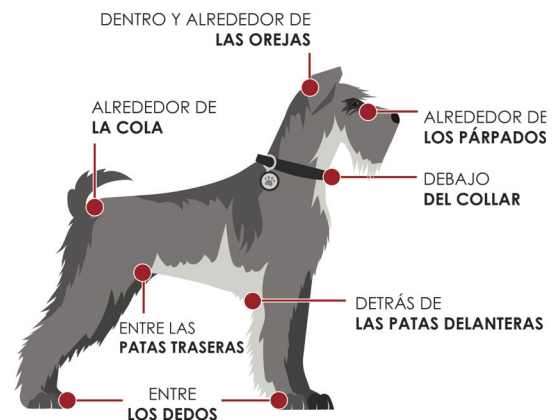 DENTRO Y ALREDEDOR DE
LAS OREJAS
ALREDEDOR DE
LA COLA
ALREDEDOR DE
LOS PÁRPADOS
DEBAJO
DEL COLLAR
DETRÁS DE
LAS PATAS DELANTERAS
ENTRE LAS
PATAS TRASERAS
ENTRE
LOS DEDOS